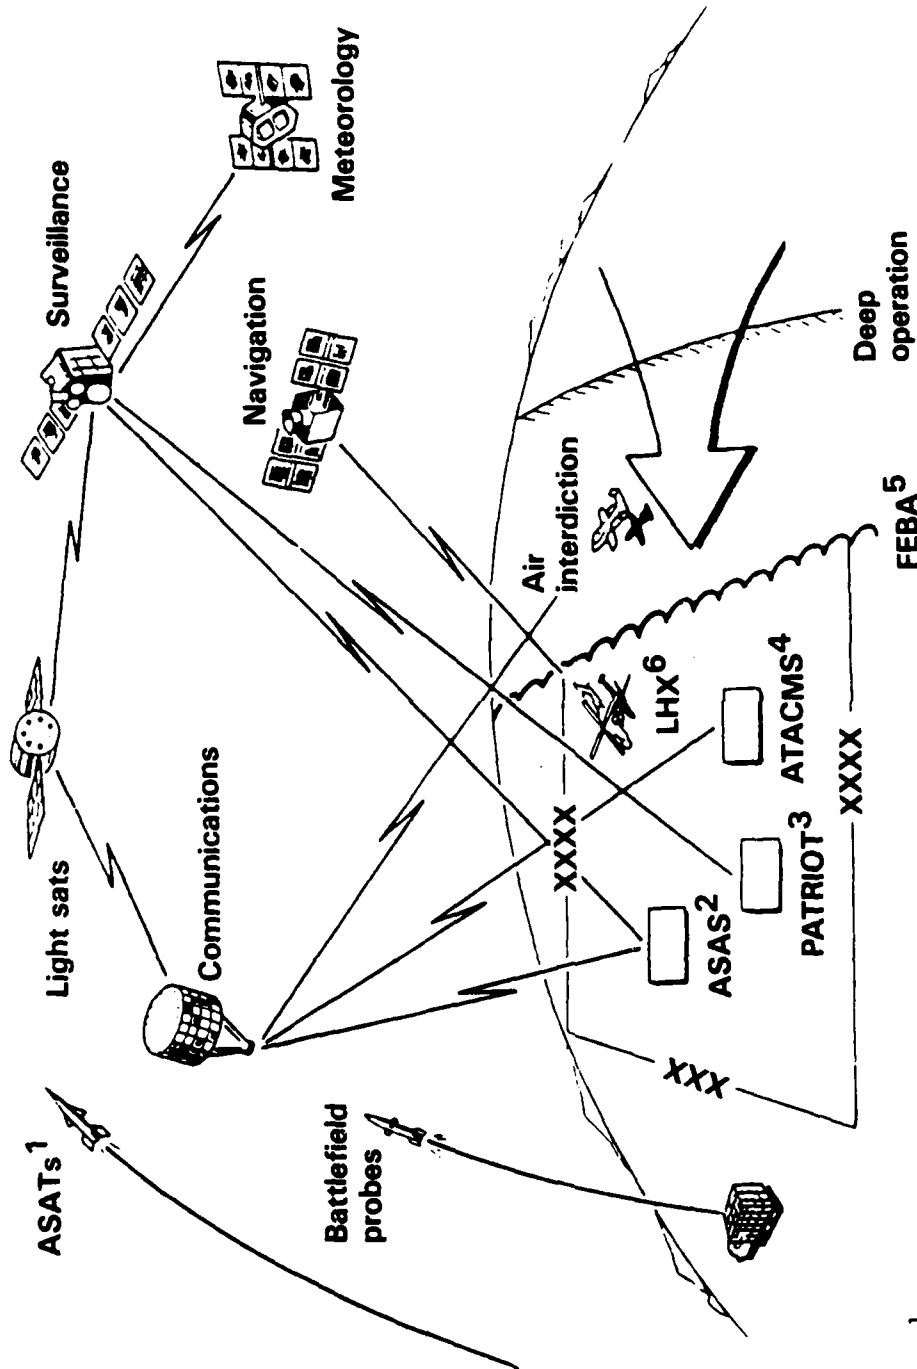 ASATs1
Light sats
Surveillance
Communications
Navigation
Meteorology
Battlefield
probes
Air
interdiction
XXXX
LHX6
XXX
ASAS2
PATRIOT3
ATACMS4
XXXX
FEBA5
Deep
operation
1